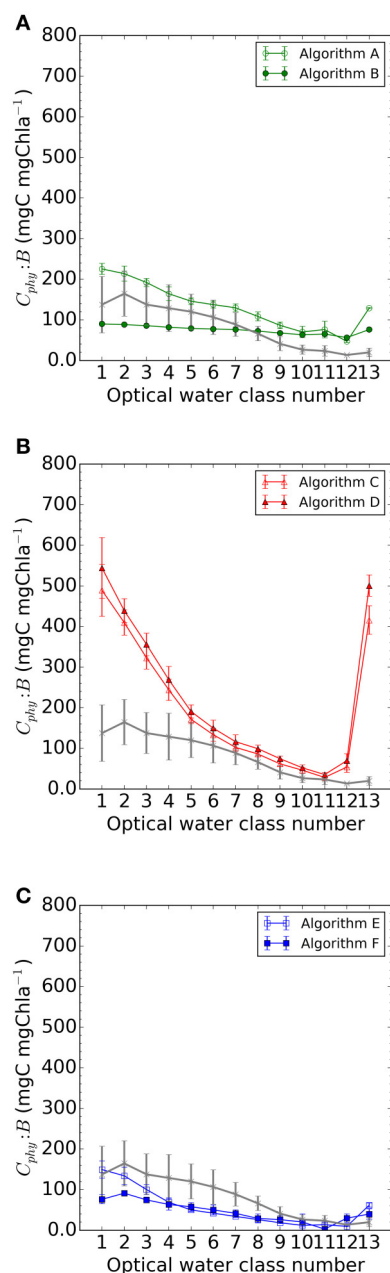 A
800
700
600
500
400
300
200
100
0.0
C_phy:B (mgC mgChla⁻¹)
Algorithm A
Algorithm B
1 2 3 4 5 6 7 8 9 10 11 12 13
Optical water class number
B
800
700
600
500
400
300
200
100
0.0
C_phy:B (mgC mgChla⁻¹)
Algorithm C
Algorithm D
1 2 3 4 5 6 7 8 9 10 11 12 13
Optical water class number
C
800
700
600
500
400
300
200
100
0.0
C_phy:B (mgC mgChla⁻¹)
Algorithm E
Algorithm F
1 2 3 4 5 6 7 8 9 10 11 12 13
Optical water class number